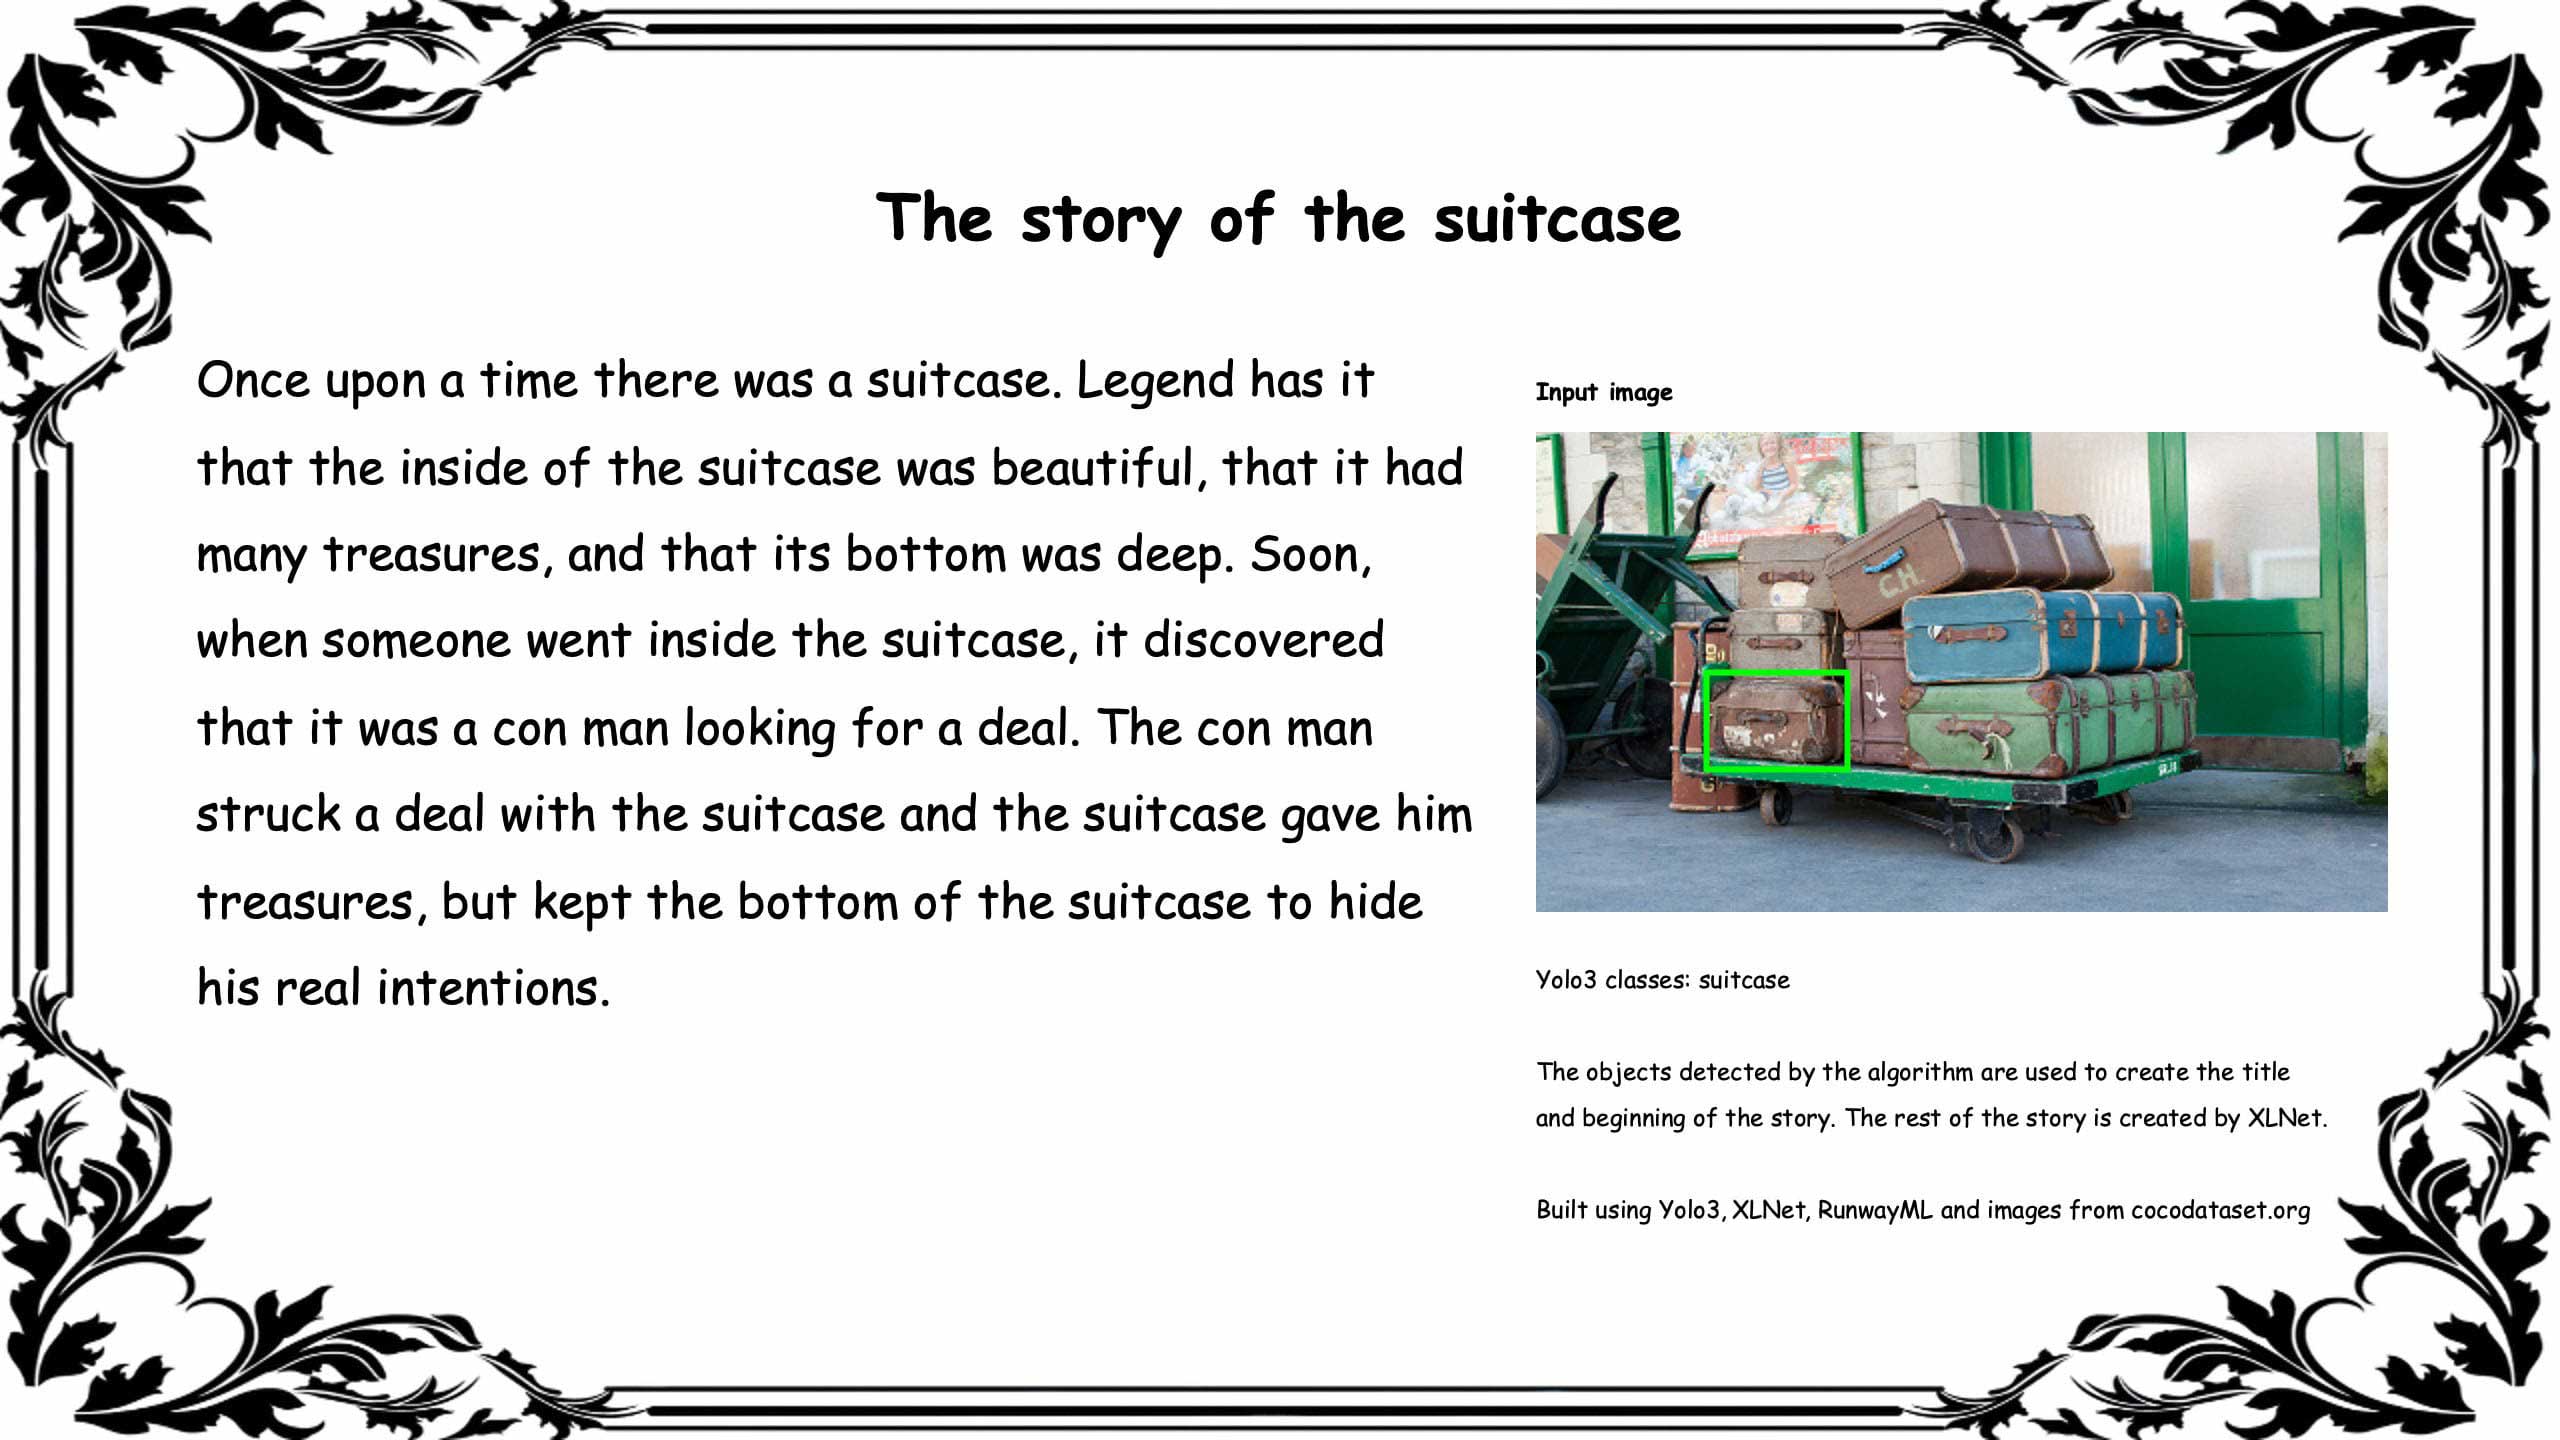 The story of the suitcase
Once upon a time there was a suitcase. Legend has it
that the inside of the suitcase was beautiful, that it had
many treasures, and that its bottom was deep. Soon,
when someone went inside the suitcase, it discovered
that it was a con man looking for a deal. The con man
struck a deal with the suitcase and the suitcase gave him
treasures, but kept the bottom of the suitcase to hide
his real intentions.
Input image
C.H.
Yolo3 classes: suitcase
The objects detected by the algorithm are used to create the title
and beginning of the story. The rest of the story is created by XLNet.
Built using Yolo3, XLNet, RunwayML and images from cocodataset.org